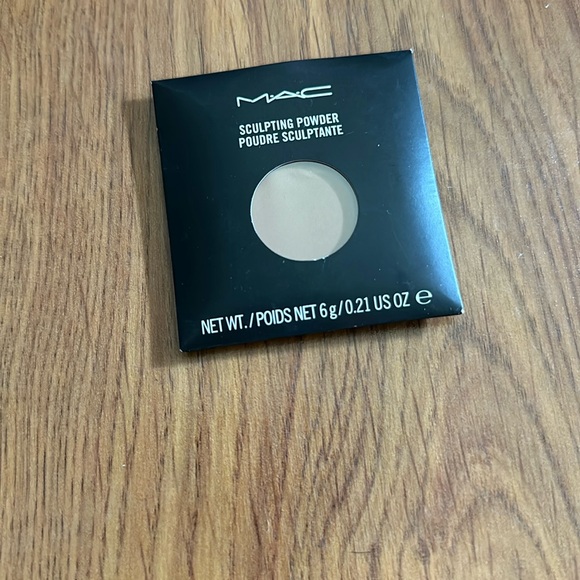 M·A·C
SCULPTING POWDER
POUDRE SCULPTANTE
NET WT./POIDS NET 6 g/0.21 US OZ ℮